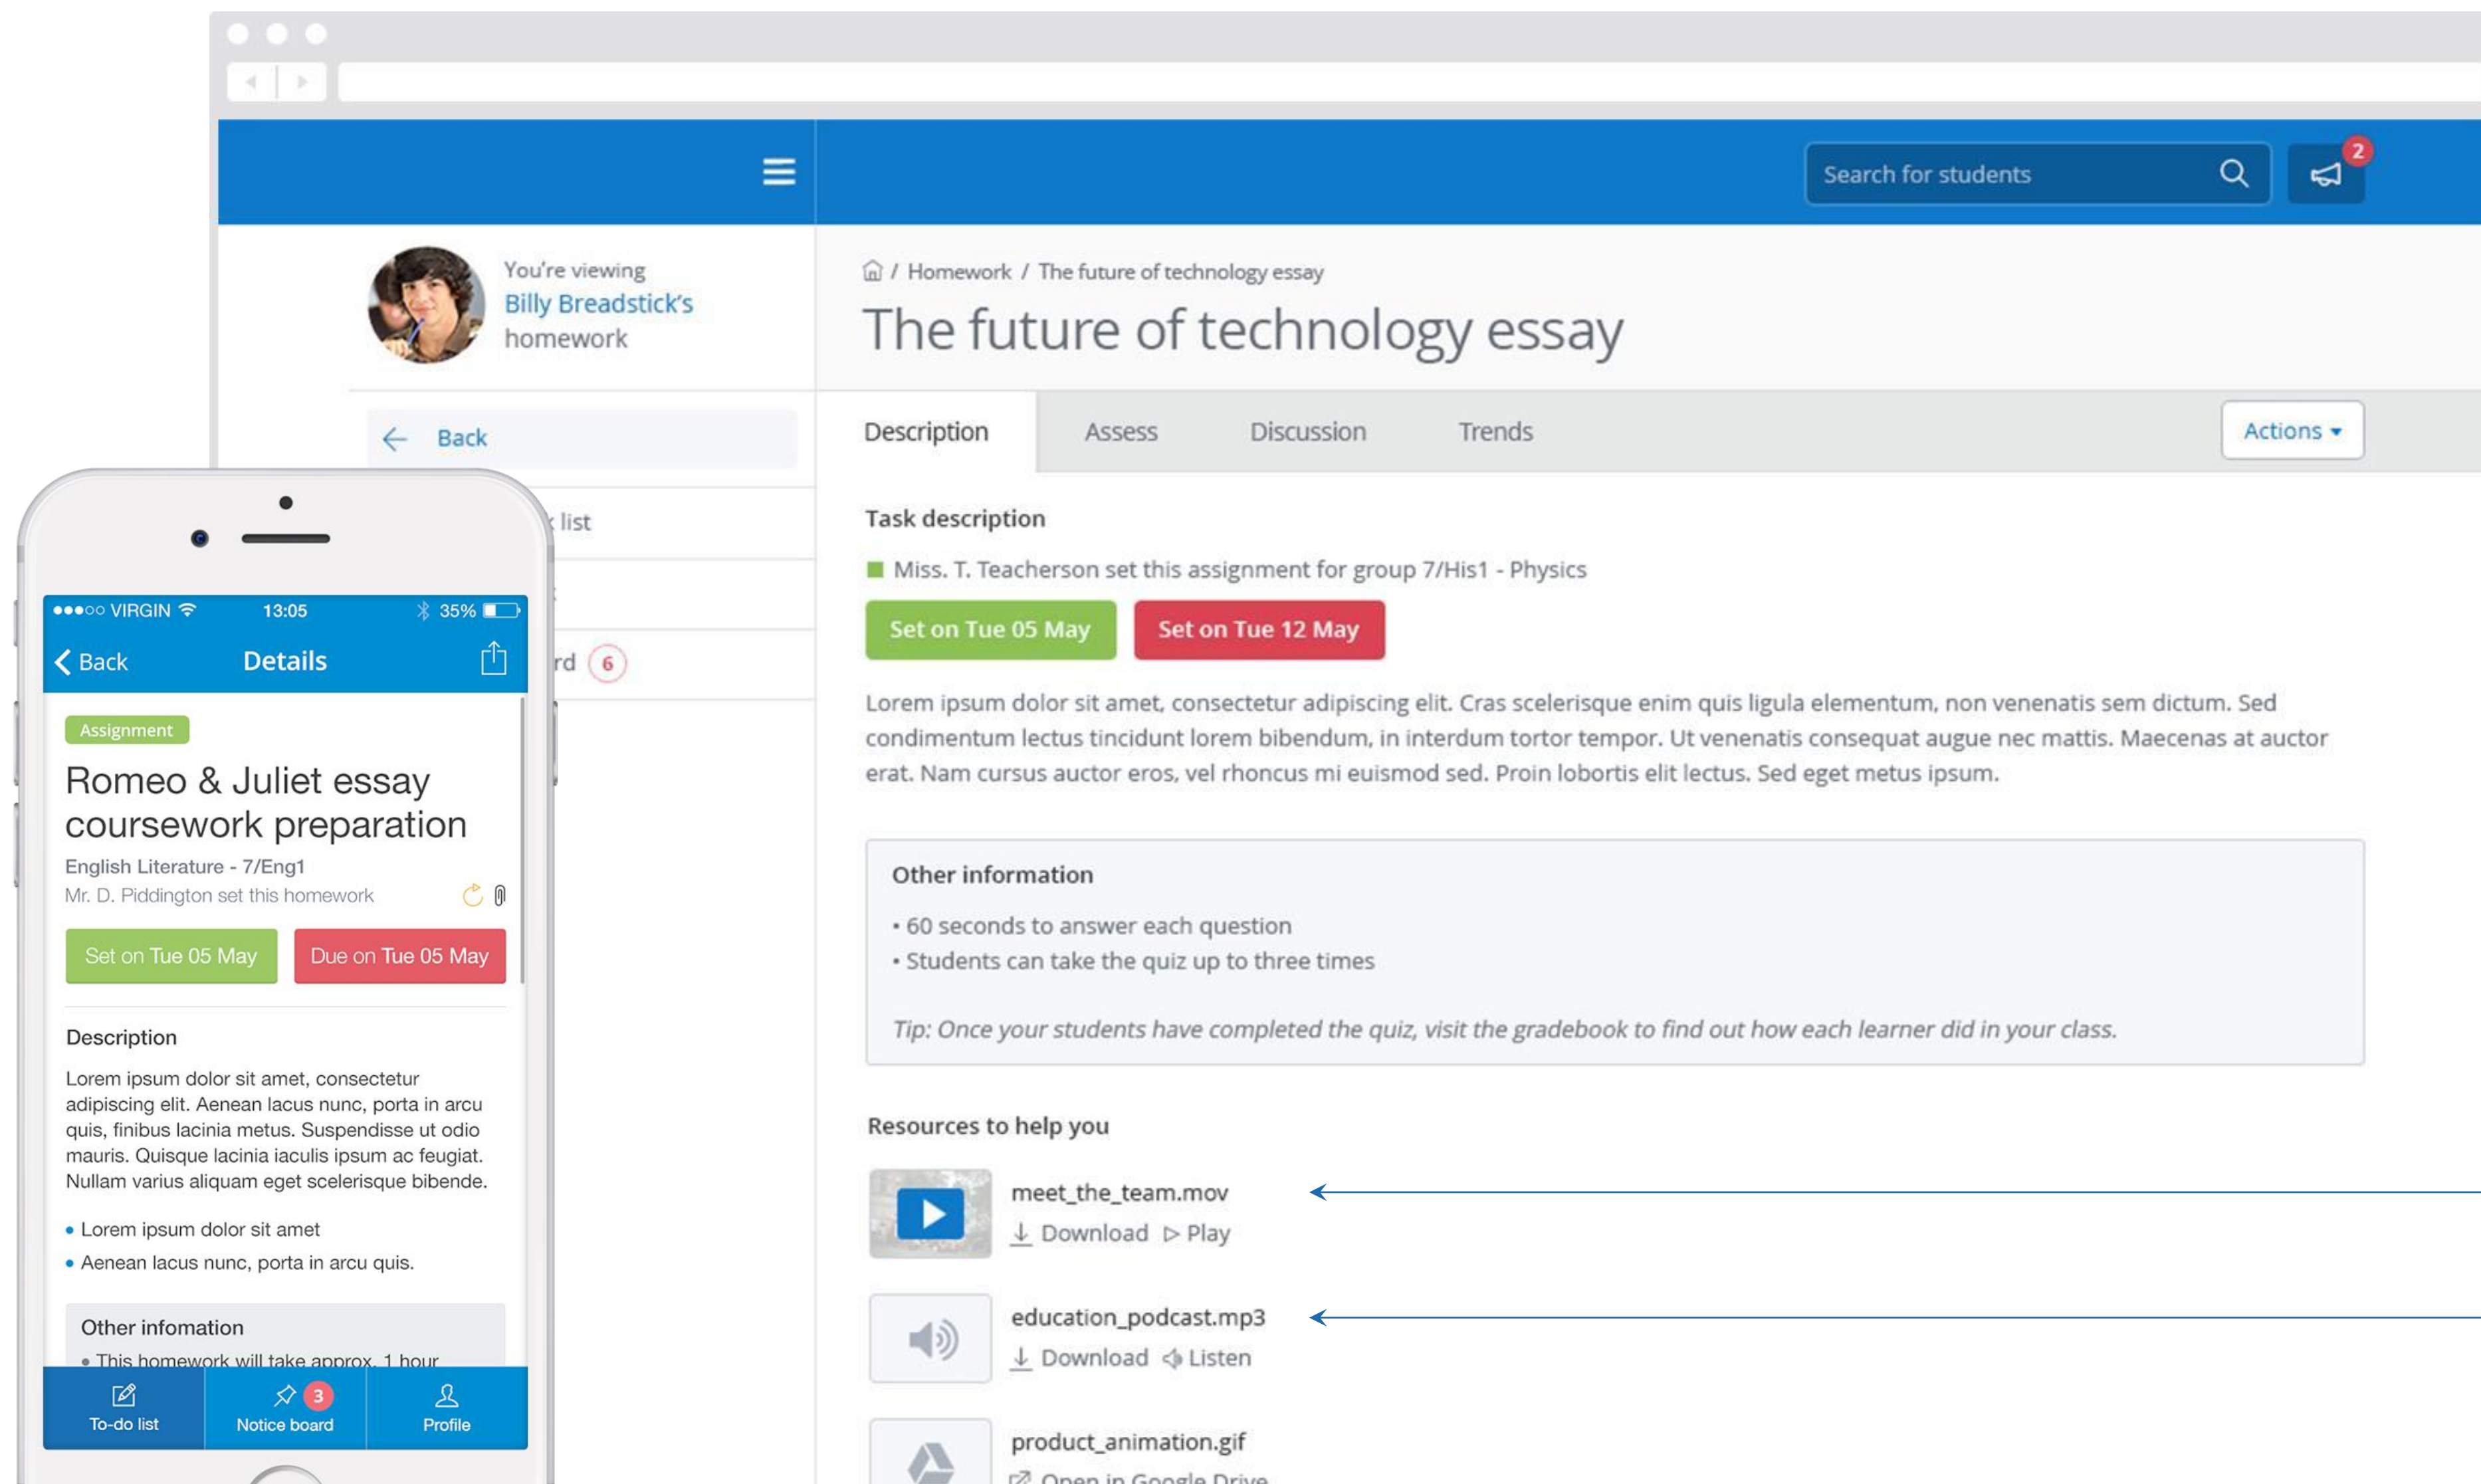 Search for students
2
You're viewing
Billy Breadstick's
homework
/ Homework / The future of technology essay
The future of technology essay
Back
Description
Assess
Discussion
Trends
Actions
list
rd 6
Task description
Miss. T. Teacherson set this assignment for group 7/His1 - Physics
Set on Tue 05 May
Set on Tue 12 May
Lorem ipsum dolor sit amet, consectetur adipiscing elit. Cras scelerisque enim quis ligula elementum, non venenatis sem dictum. Sed
condimentum lectus tincidunt lorem bibendum, in interdum tortor tempor. Ut venenatis consequat augue nec mattis. Maecenas at auctor
erat. Nam cursus auctor eros, vel rhoncus mi euismod sed. Proin lobortis elit lectus. Sed eget metus ipsum.
Other information
• 60 seconds to answer each question
• Students can take the quiz up to three times
Tip: Once your students have completed the quiz, visit the gradebook to find out how each learner did in your class.
Resources to help you
meet_the_team.mov
Download Play
education_podcast.mp3
Download Listen
product_animation.gif
Open in Google Drive
VIRGIN 13:05 35%
Back
Details
Assignment
Romeo & Juliet essay
coursework preparation
English Literature - 7/Eng1
Mr. D. Piddington set this homework
Set on Tue 05 May
Due on Tue 05 May
Description
Lorem ipsum dolor sit amet, consectetur
adipiscing elit. Aenean lacus nunc, porta in arcu
quis, finibus lacinia metus. Suspendisse ut odio
mauris. Quisque lacinia iaculis ipsum ac feugiat.
Nullam varius aliquam eget scelerisque bibende.
• Lorem ipsum dolor sit amet
• Aenean lacus nunc, porta in arcu quis.
Other infomation
• This homework will take approx. 1 hour
3
To-do list
Notice board
Profile